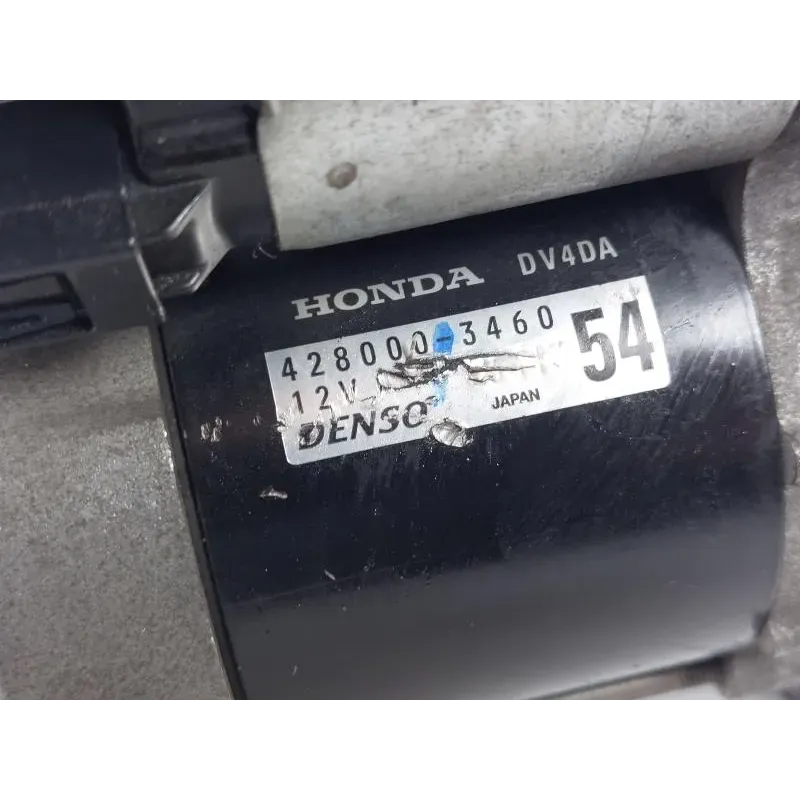 HONDA DV4DA
428000-3460
54
12V
DENSO JAPAN